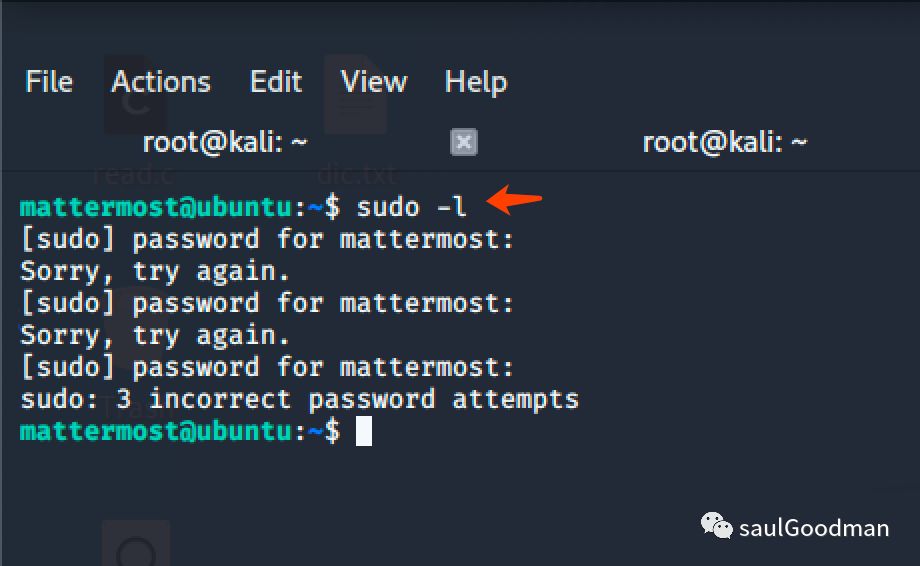 File Actions Edit View Help
root@kali: ~ root@kali: ~
read.c dic.txt
mattermost@ubuntu:~$ sudo -l
[sudo] password for mattermost:
Sorry, try again.
[sudo] password for mattermost:
Sorry, try again.
[sudo] password for mattermost:
sudo: 3 incorrect password attempts
Trash
mattermost@ubuntu:~$
saulGoodman